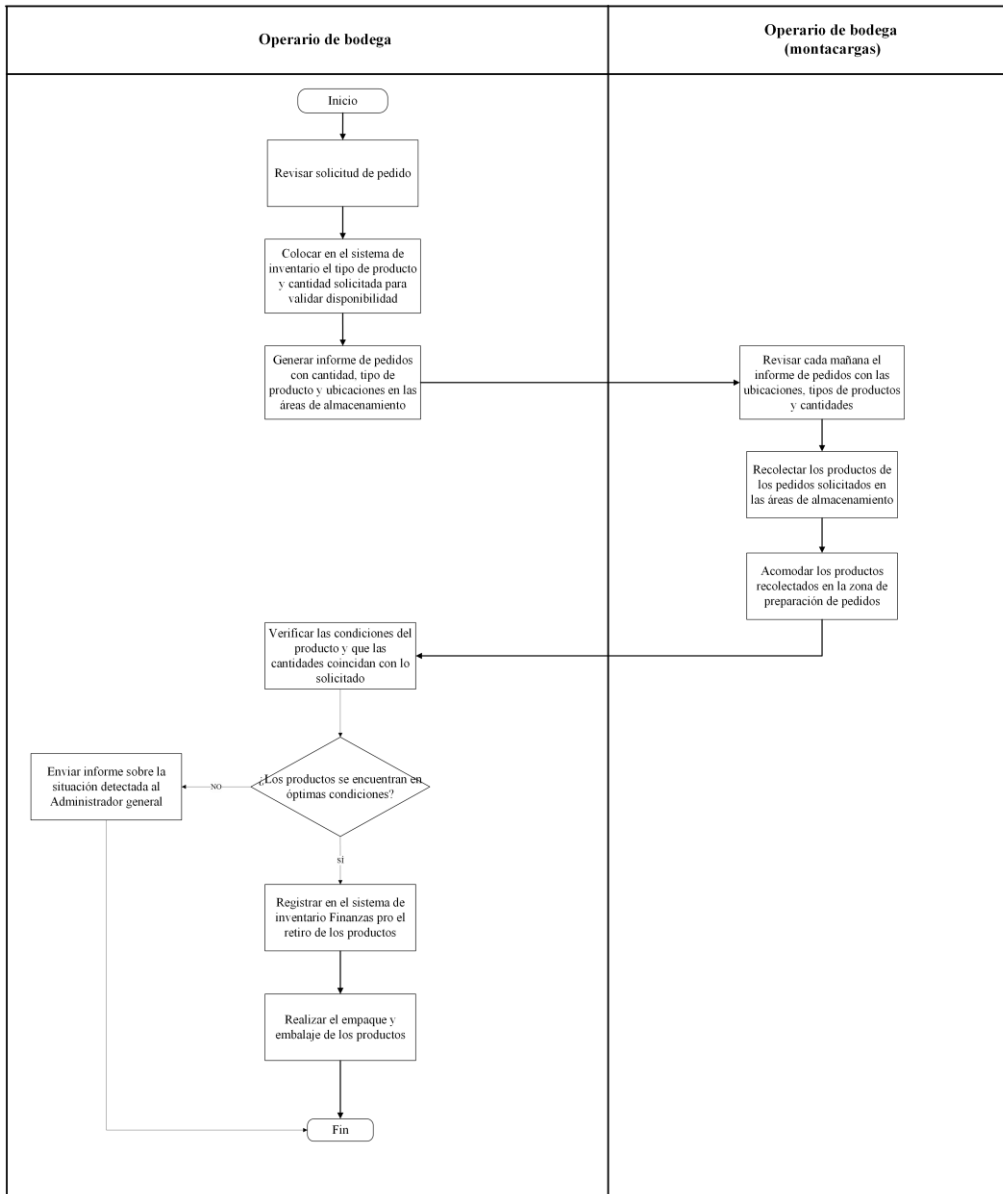 Operario de bodega
Operario de bodega
(montacargas)
Inicio
Revisar solicitud de pedido
Colocar en el sistema de
inventario el tipo de producto
y cantidad solicitada para
validar disponibilidad
Generar informe de pedidos
con cantidad, tipo de
producto y ubicaciones en las
áreas de almacenamiento
Revisar cada mañana el
informe de pedidos con las
ubicaciones, tipos de productos
y cantidades
Recolectar los productos de
los pedidos solicitados en
las áreas de almacenamiento
Acomodar los productos
recolectados en la zona de
preparación de pedidos
Verificar las condiciones del
producto y que las
cantidades coincidan con lo
solicitado
¿Los productos se encuentran en
óptimas condiciones?
NO
Enviar informe sobre la
situación detectada al
Administrador general
sí
Registrar en el sistema de
inventario Finanzas pro el
retiro de los productos
Realizar el empaque y
embalaje de los productos
Fin